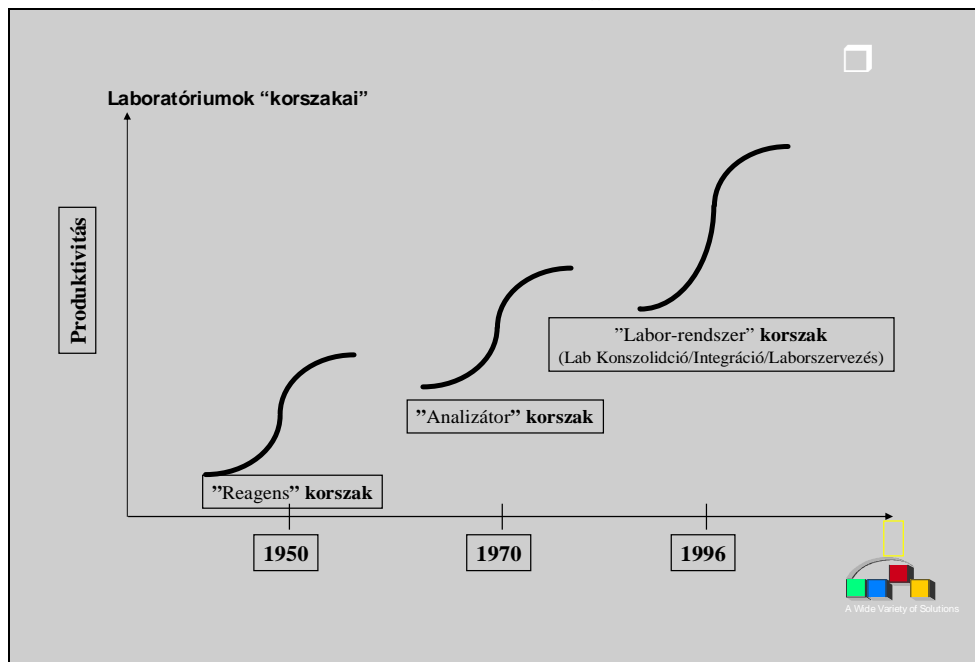 Laboratóriumok “korszakai”
Produktivitás
”Labor-rendszer” korszak
(Lab Konszolidció/Integráció/Laborszervezés)
”Analizátor” korszak
”Reagens” korszak
1950
1970
1996
A Wide Variety of Solutions